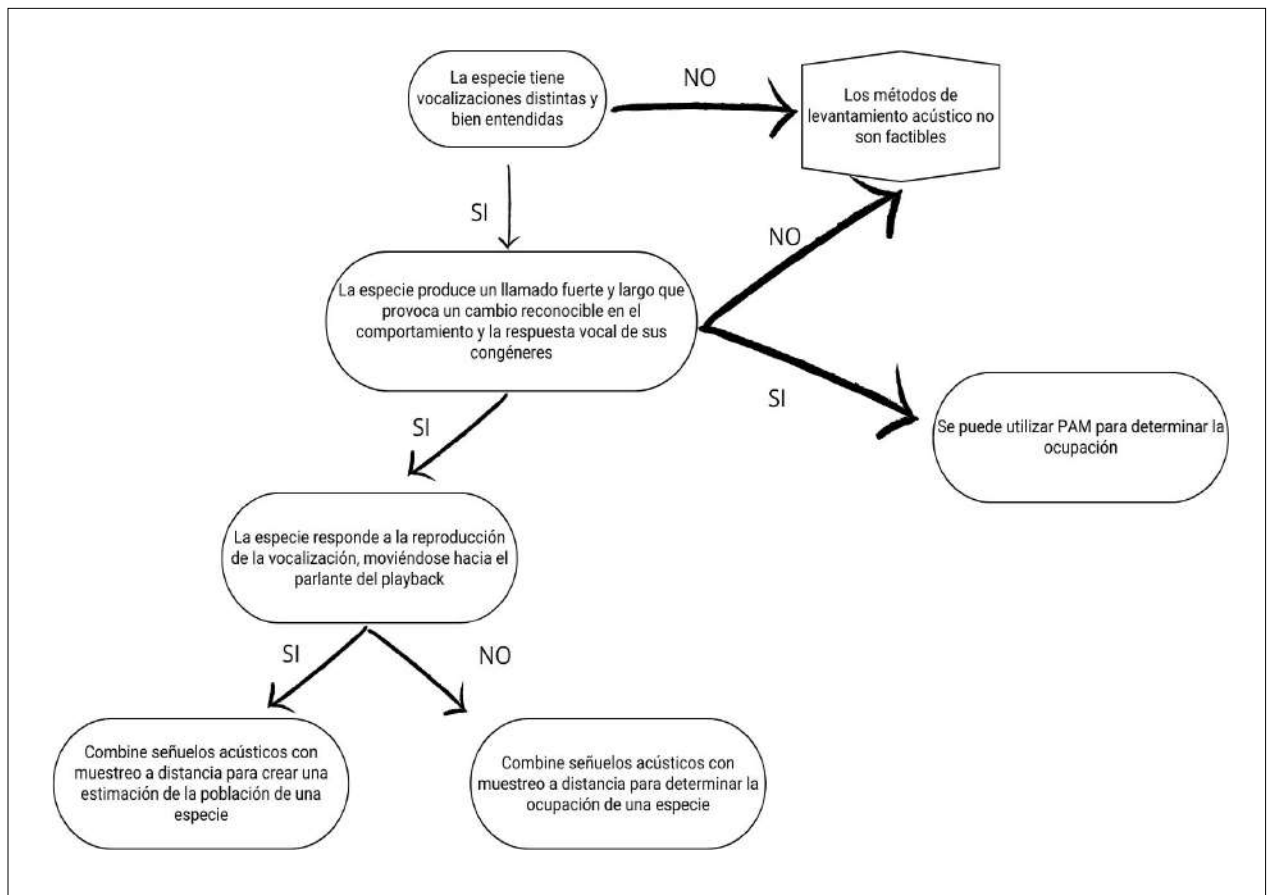 La especie tiene
vocalizaciones distintas y
bien entendidas
NO
Los métodos de
levantamiento acústico no
son factibles
SI
NO
La especie produce un llamado fuerte y largo que
provoca un cambio reconocible en el
comportamiento y la respuesta vocal de sus
congéneres
SI
Se puede utilizar PAM para determinar la
ocupación
SI
La especie responde a la reproducción
de la vocalización, moviéndose hacia el
parlante del playback
SI
NO
Combine señuelos acústicos con
muestreo a distancia para crear una
estimación de la población de una
especie
Combine señuelos acústicos con
muestreo a distancia para determinar la
ocupación de una especie